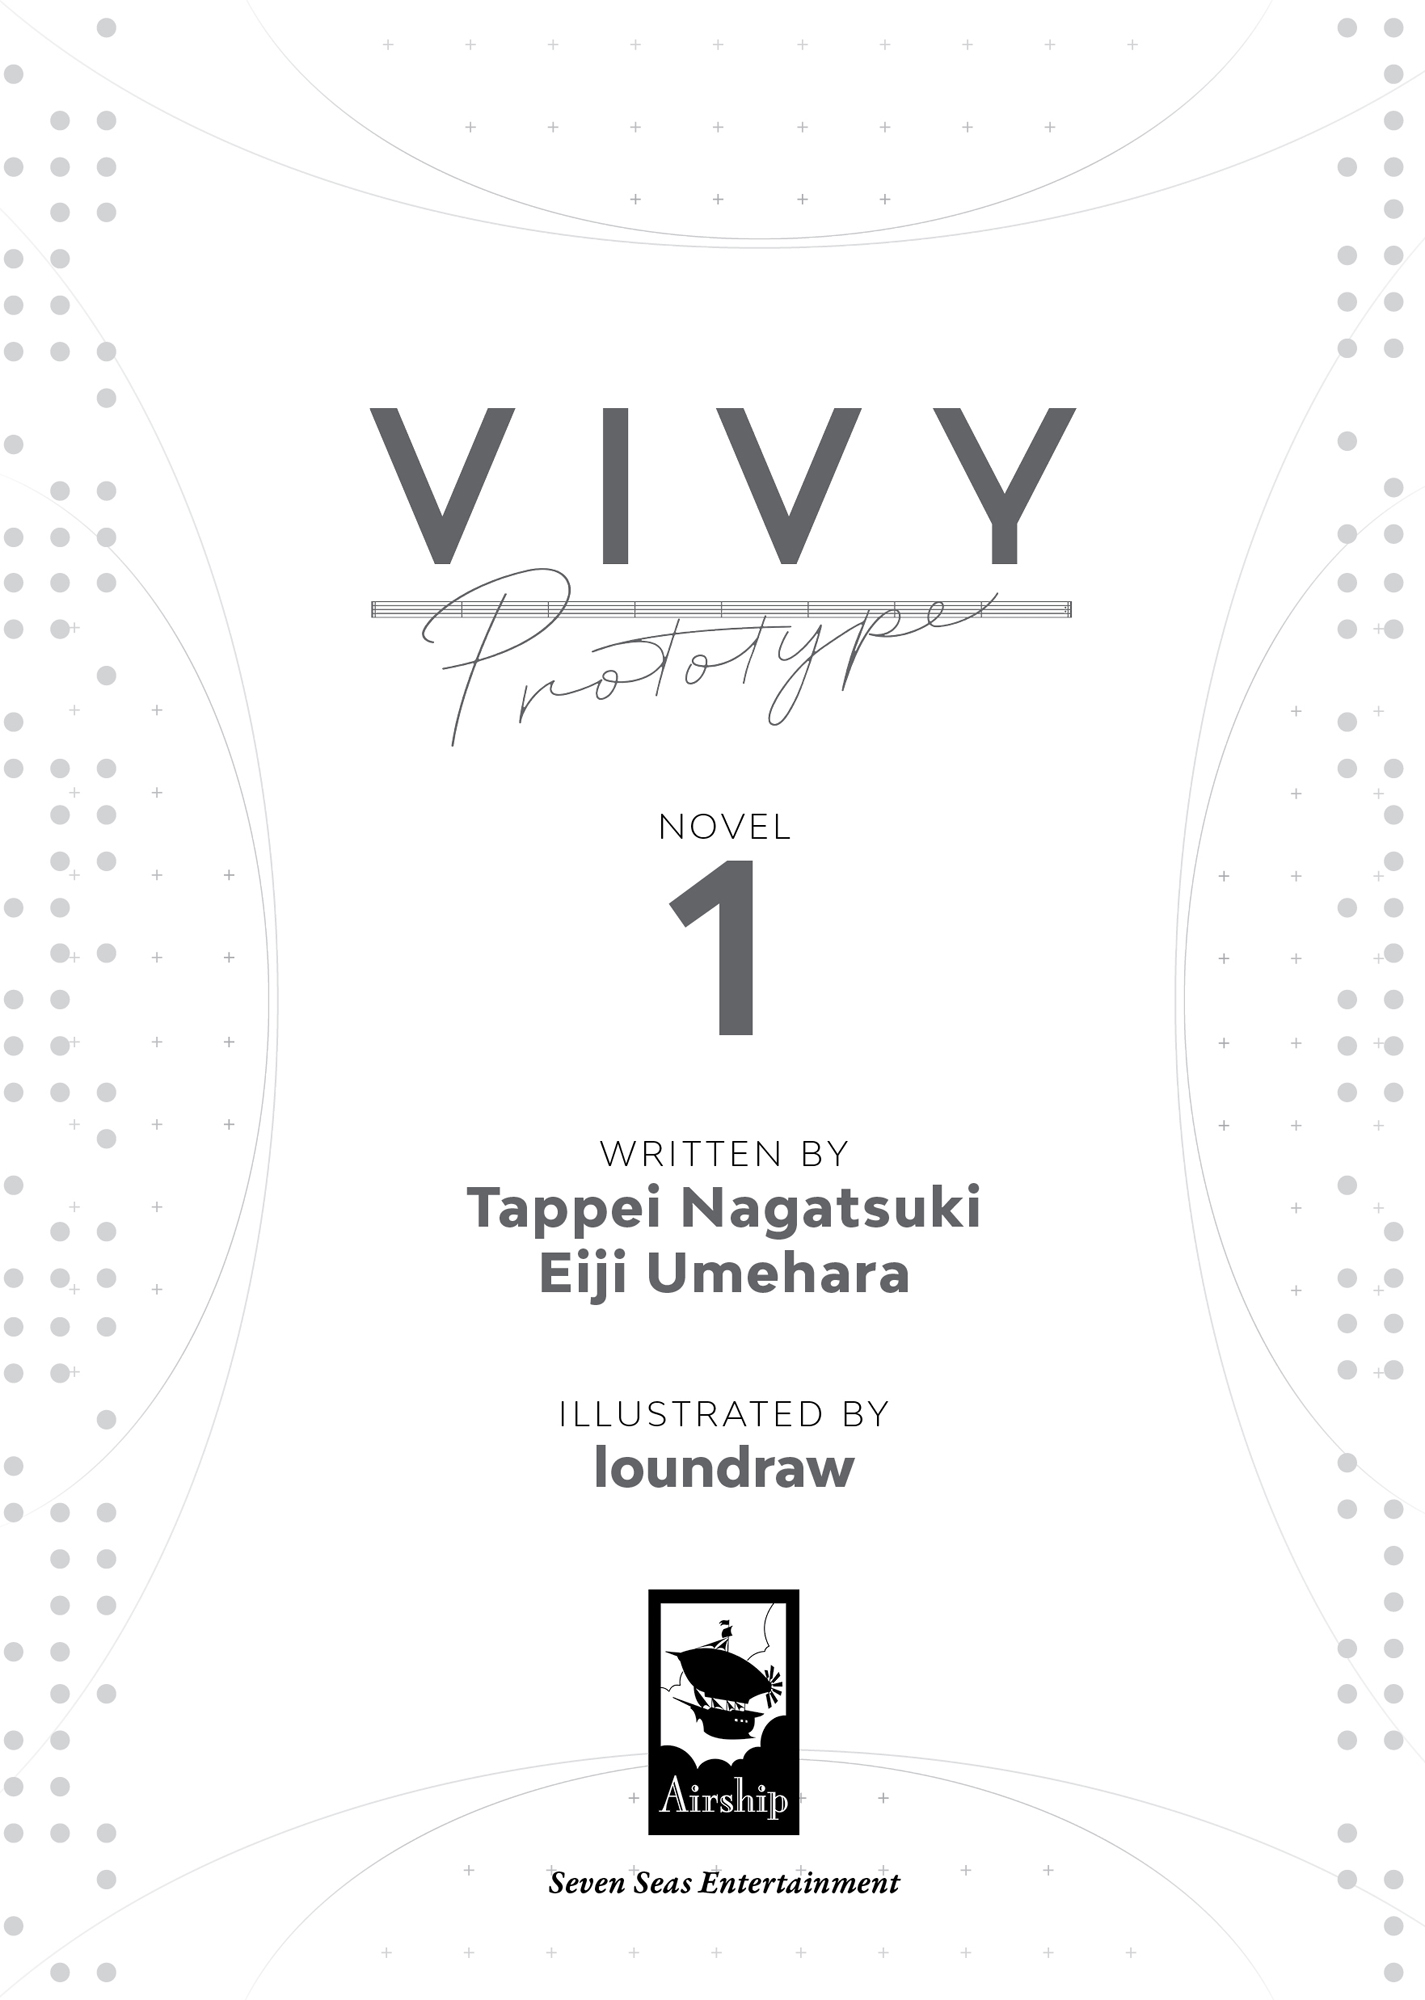 VIVY
Prototype
NOVEL
1
WRITTEN BY
Tappei Nagatsuki
Eiji Umehara
ILLUSTRATED BY
loundraw
Airship
Seven Seas Entertainment